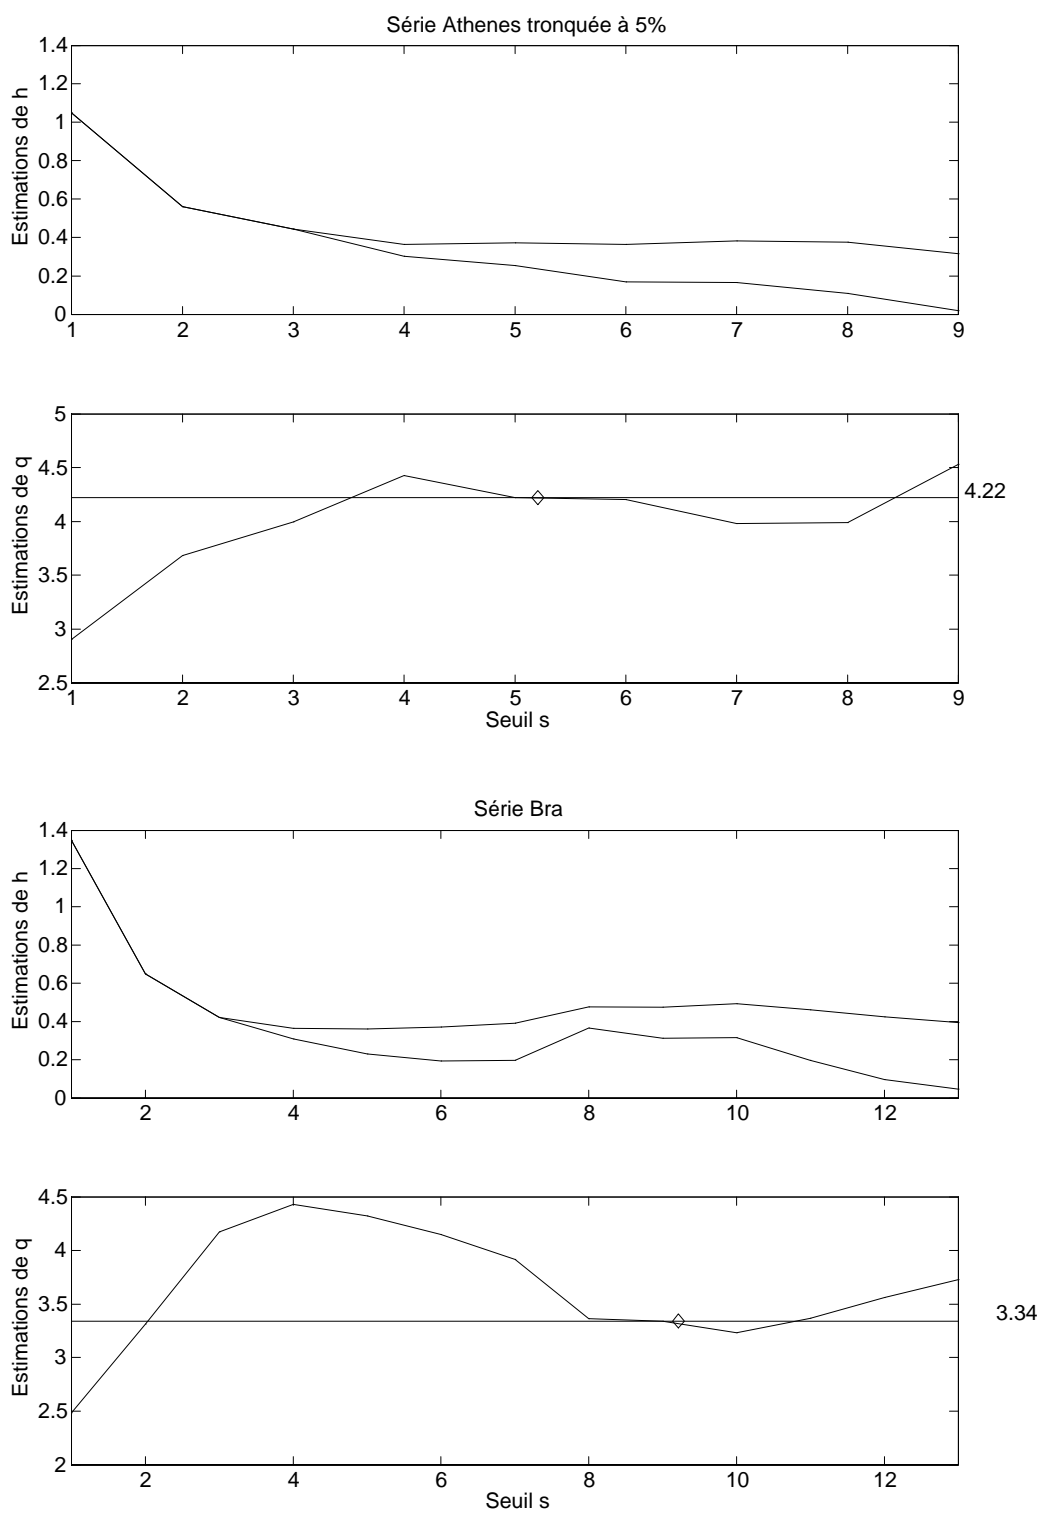 Série Athenes tronquée à 5%
1.4
1.2
1
0.8
0.6
0.4
0.2
0
Estimations de h
1 2 3 4 5 6 7 8 9
5
4.5
4
3.5
3
2.5
Estimations de q
4.22
1 2 3 4 5 6 7 8 9
Seuil s
Série Bra
1.4
1.2
1
0.8
0.6
0.4
0.2
0
Estimations de h
2 4 6 8 10 12
4.5
4
3.5
3
2.5
2
Estimations de q
3.34
2 4 6 8 10 12
Seuil s